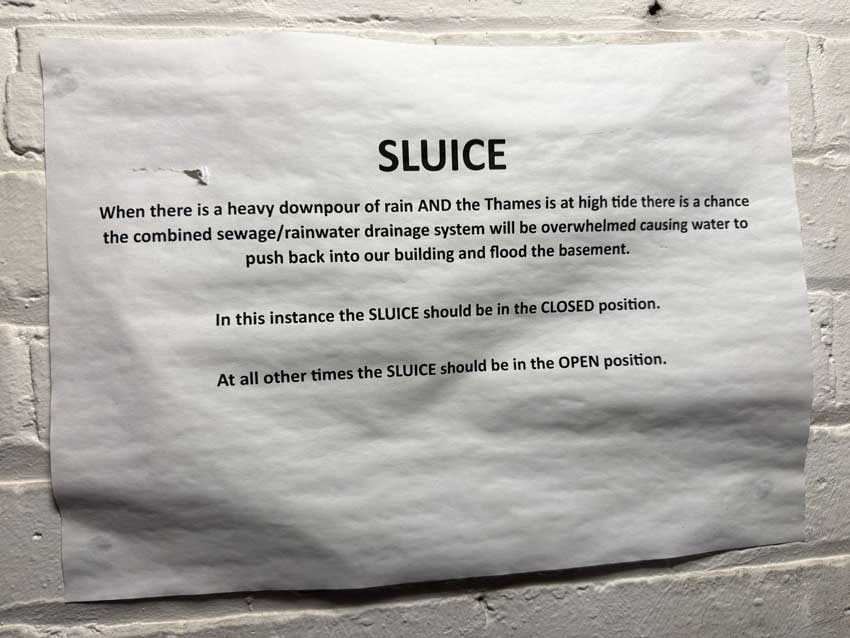 SLUICE
When there is a heavy downpour of rain AND the Thames is at high tide there is a chance
the combined sewage/rainwater drainage system will be overwhelmed causing water to
push back into our building and flood the basement.
In this instance the SLUICE should be in the CLOSED position.
At all other times the SLUICE should be in the OPEN position.